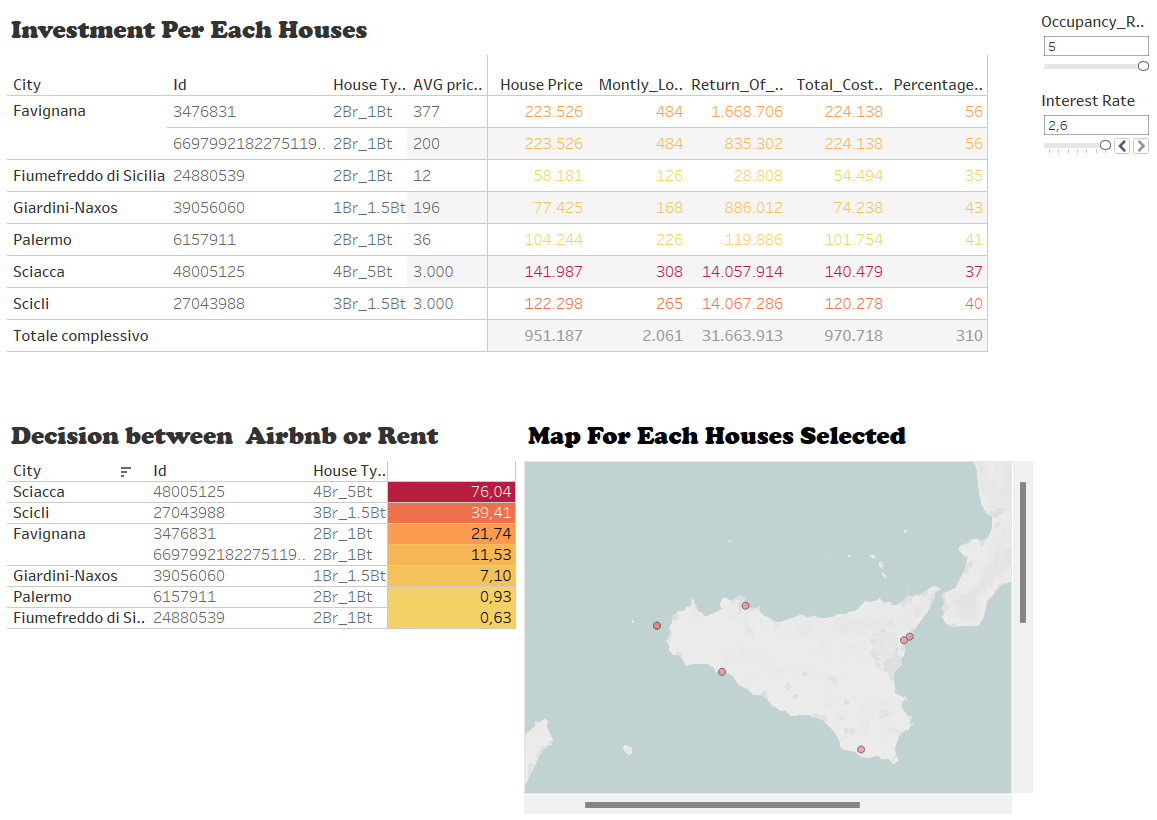 Investment Per Each Houses
Occupancy_R..
5
Interest Rate
2,6
City Id House Ty.. AVG pric.. House Price Montly_Lo.. Return_Of_.. Total_Cost.. Percentage..
Favignana 3476831 2Br_1Bt 377 223.526 484 1.668.706 224.138 56
6697992182275119.. 2Br_1Bt 200 223.526 484 835.302 224.138 56
Fiumefreddo di Sicilia 24880539 2Br_1Bt 12 58.181 126 28.808 54.494 35
Giardini-Naxos 39056060 1Br_1.5Bt 196 77.425 168 886.012 74.238 43
Palermo 6157911 2Br_1Bt 36 104.244 226 119.886 101.754 41
Sciacca 48005125 4Br_5Bt 3.000 141.987 308 14.057.914 140.479 37
Scicli 27043988 3Br_1.5Bt 3.000 122.298 265 14.067.286 120.278 40
Totale complessivo 951.187 2.061 31.663.913 970.718 310
Decision between Airbnb or Rent
City Id House Ty..
Sciacca 48005125 4Br_5Bt 76,04
Scicli 27043988 3Br_1.5Bt 39,41
Favignana 3476831 2Br_1Bt 21,74
6697992182275119.. 2Br_1Bt 11,53
Giardini-Naxos 39056060 1Br_1.5Bt 7,10
Palermo 6157911 2Br_1Bt 0,93
Fiumefreddo di Si.. 24880539 2Br_1Bt 0,63
Map For Each Houses Selected